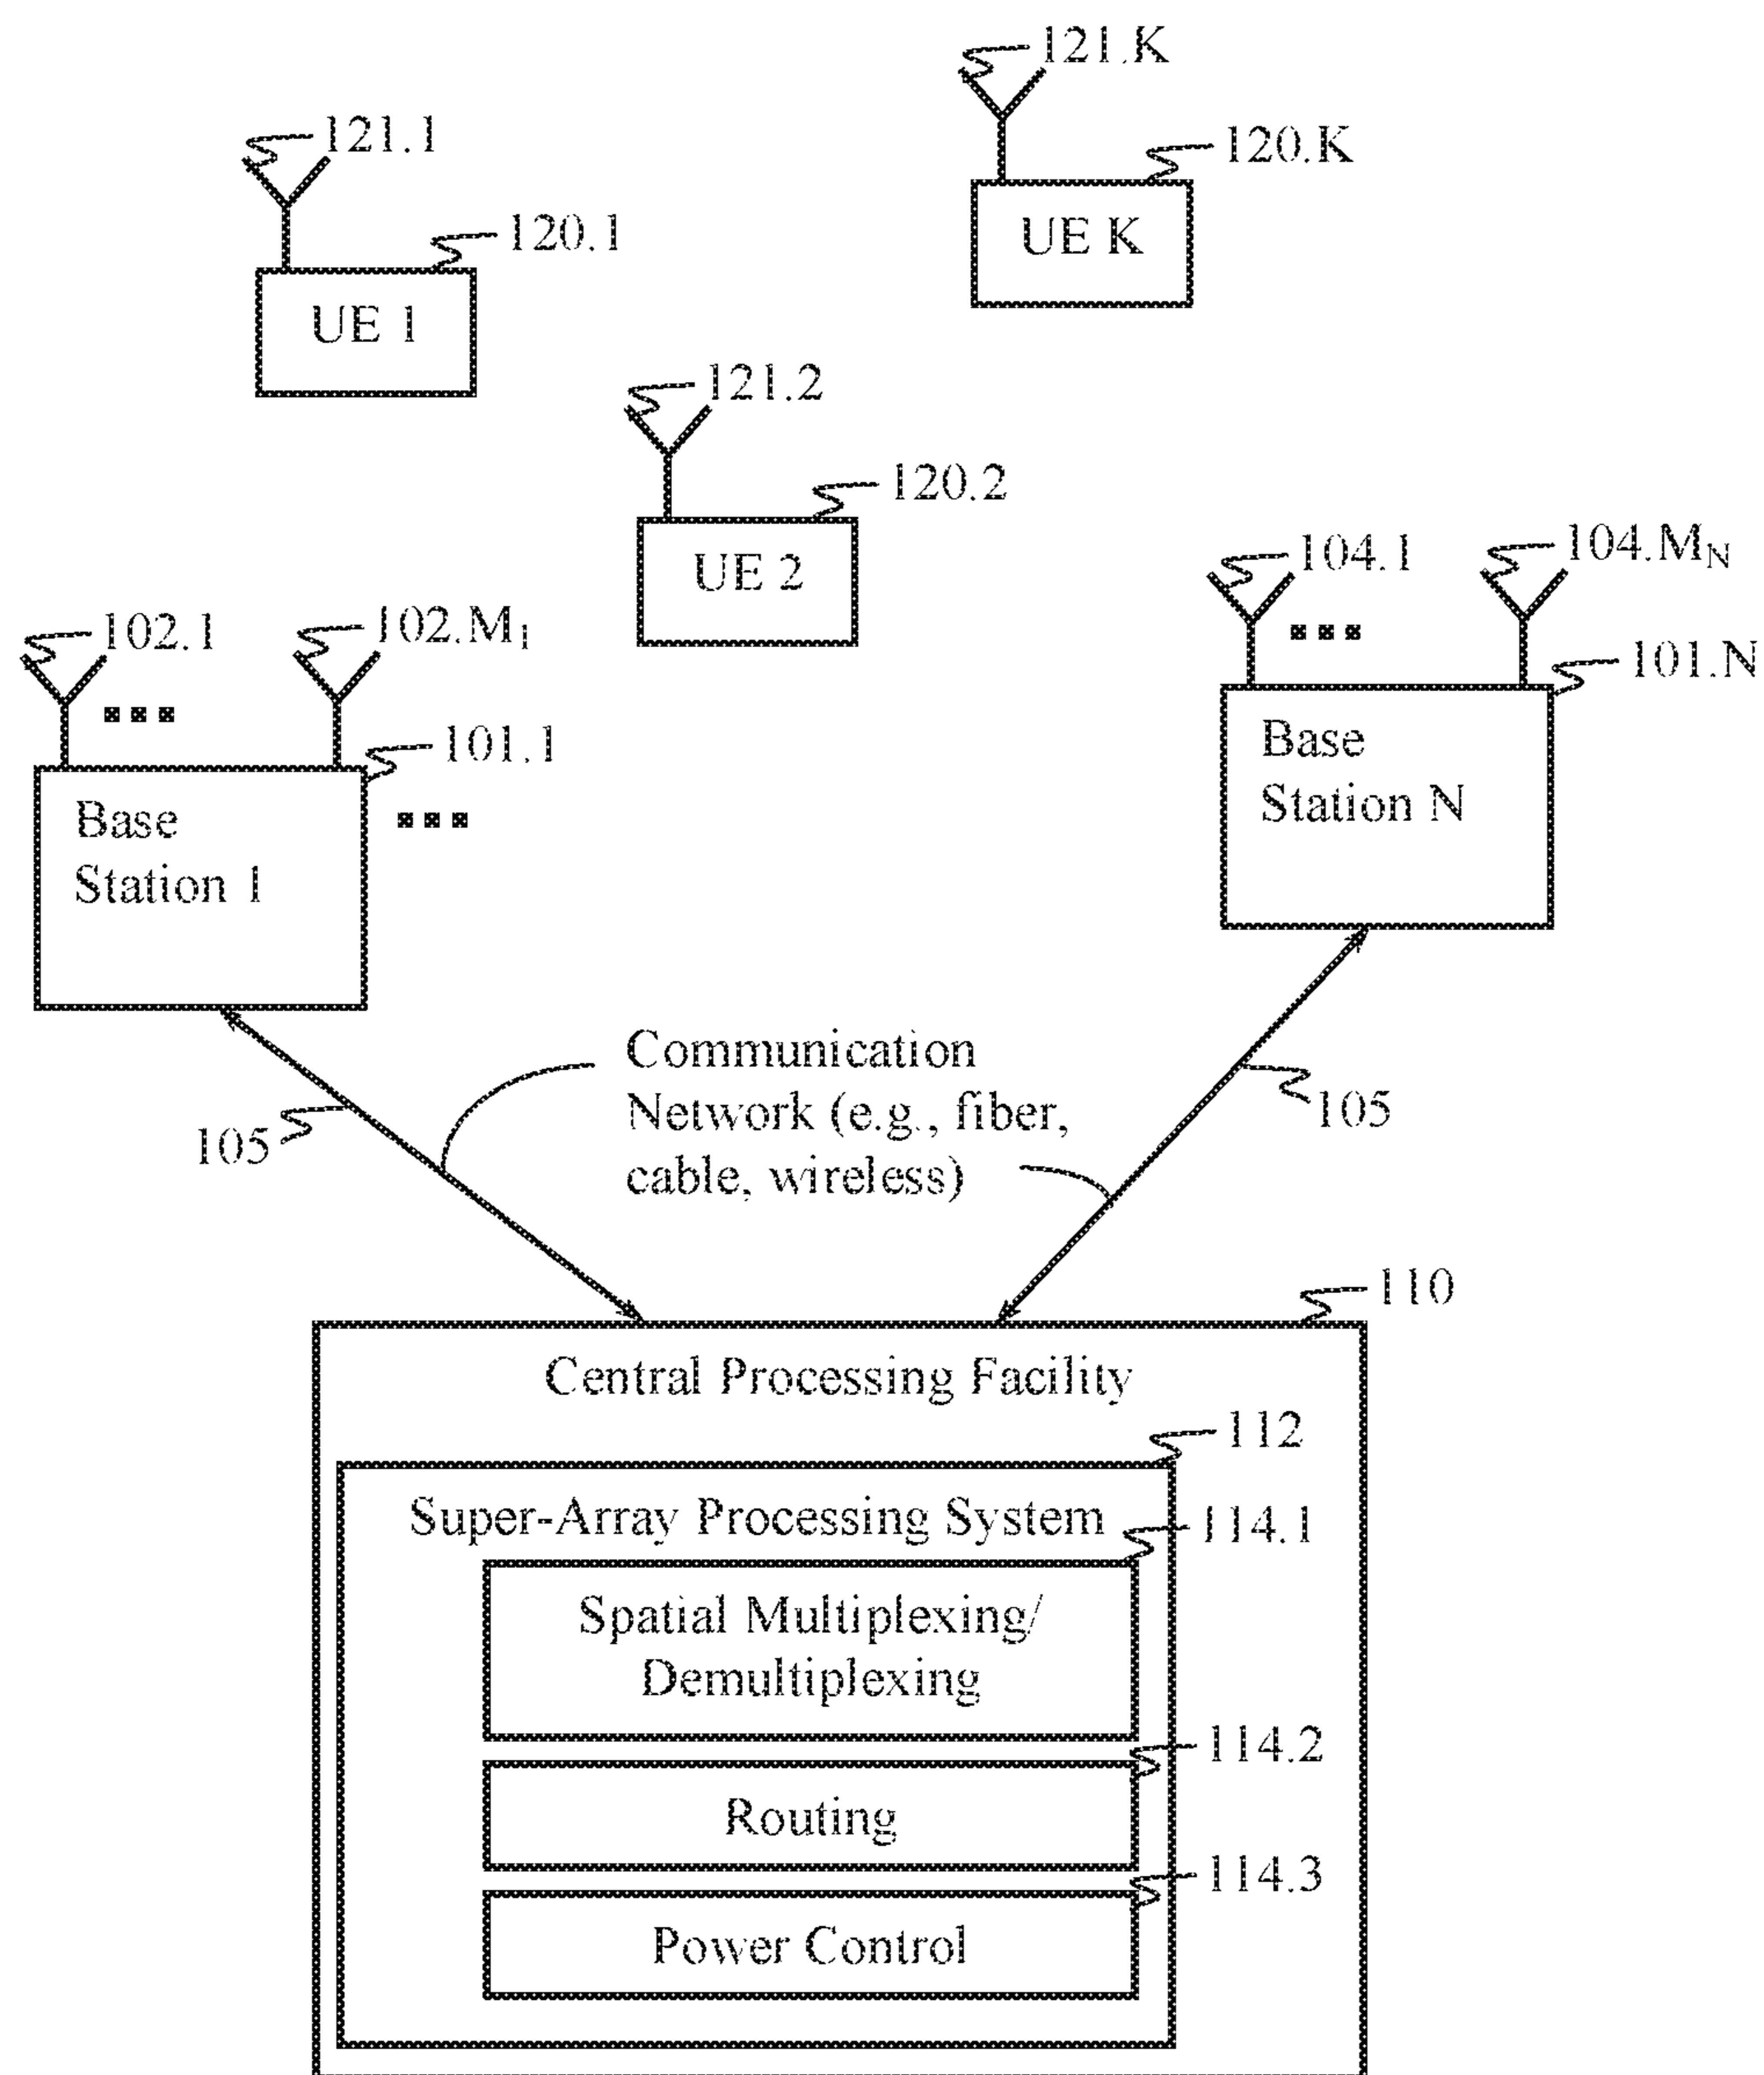 121.K
121.1
120.K
UE K
120.1
UE 1
121.2
120.2
UE 2
104.1
104.M_N
102.1
102.M₁
101.N
Base
Station N
101.1
Base
Station 1
Communication
Network (e.g., fiber,
cable, wireless)
105
105
110
Central Processing Facility
112
Super-Array Processing System
114.1
Spatial Multiplexing/
Demultiplexing
114.2
Routing
114.3
Power Control